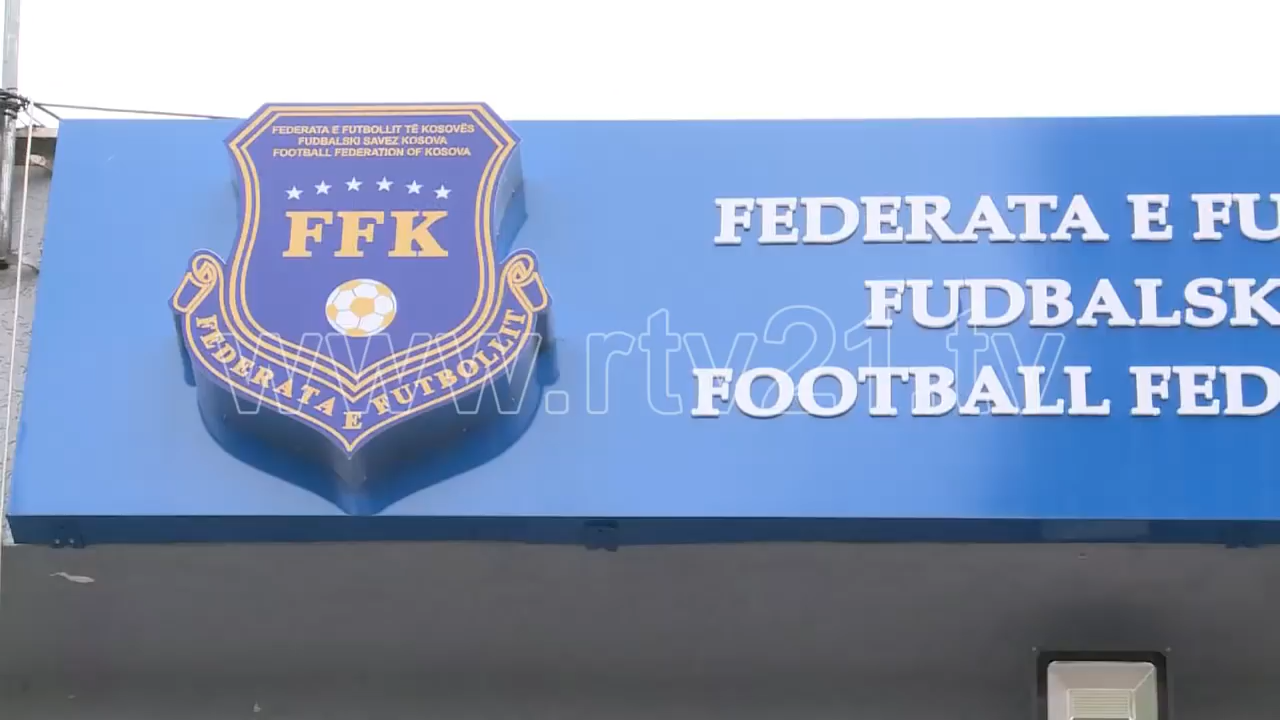 FEDERATA E FUTBOLLIT TË KOSOVËS
FUDBALSKI SAVEZ KOSOVA
FOOTBALL FEDERATION OF KOSOVA
FFK
FEDERATA E FUTBOLLIT
FEDERATA E FU
FUDBALSK
FOOTBALL FED
www.rtv21.tv